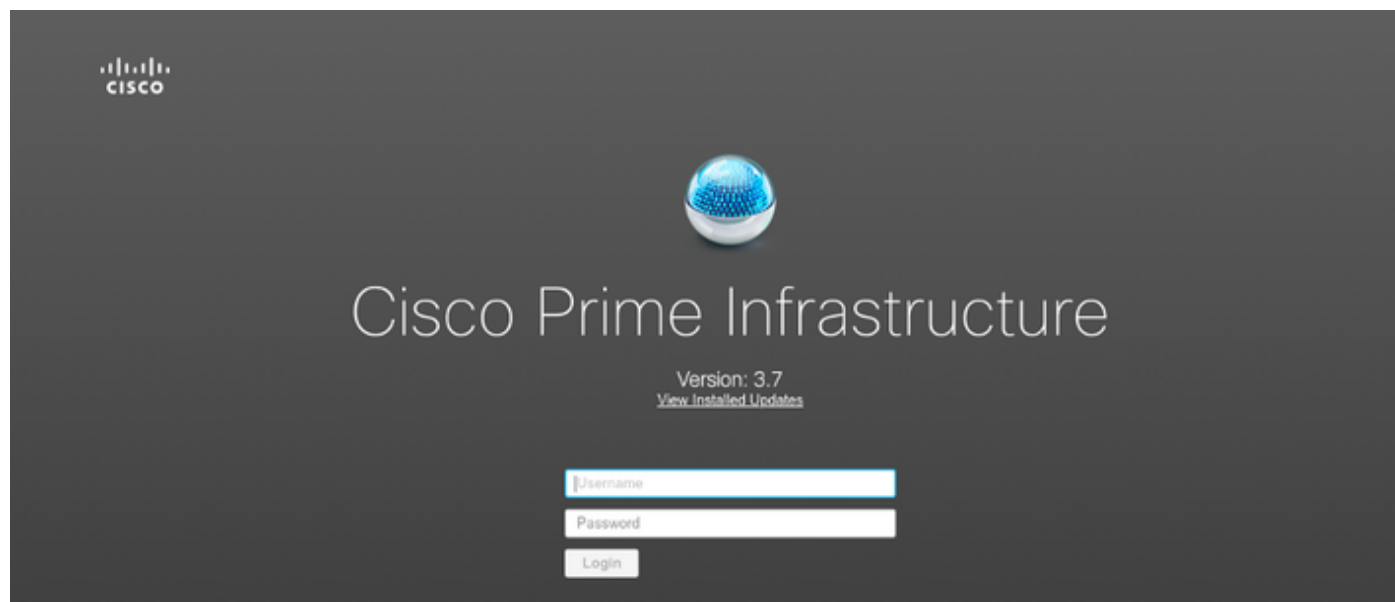 CISCO
Cisco Prime Infrastructure
Version: 3.7
View Installed Updates
Username
Password
Login